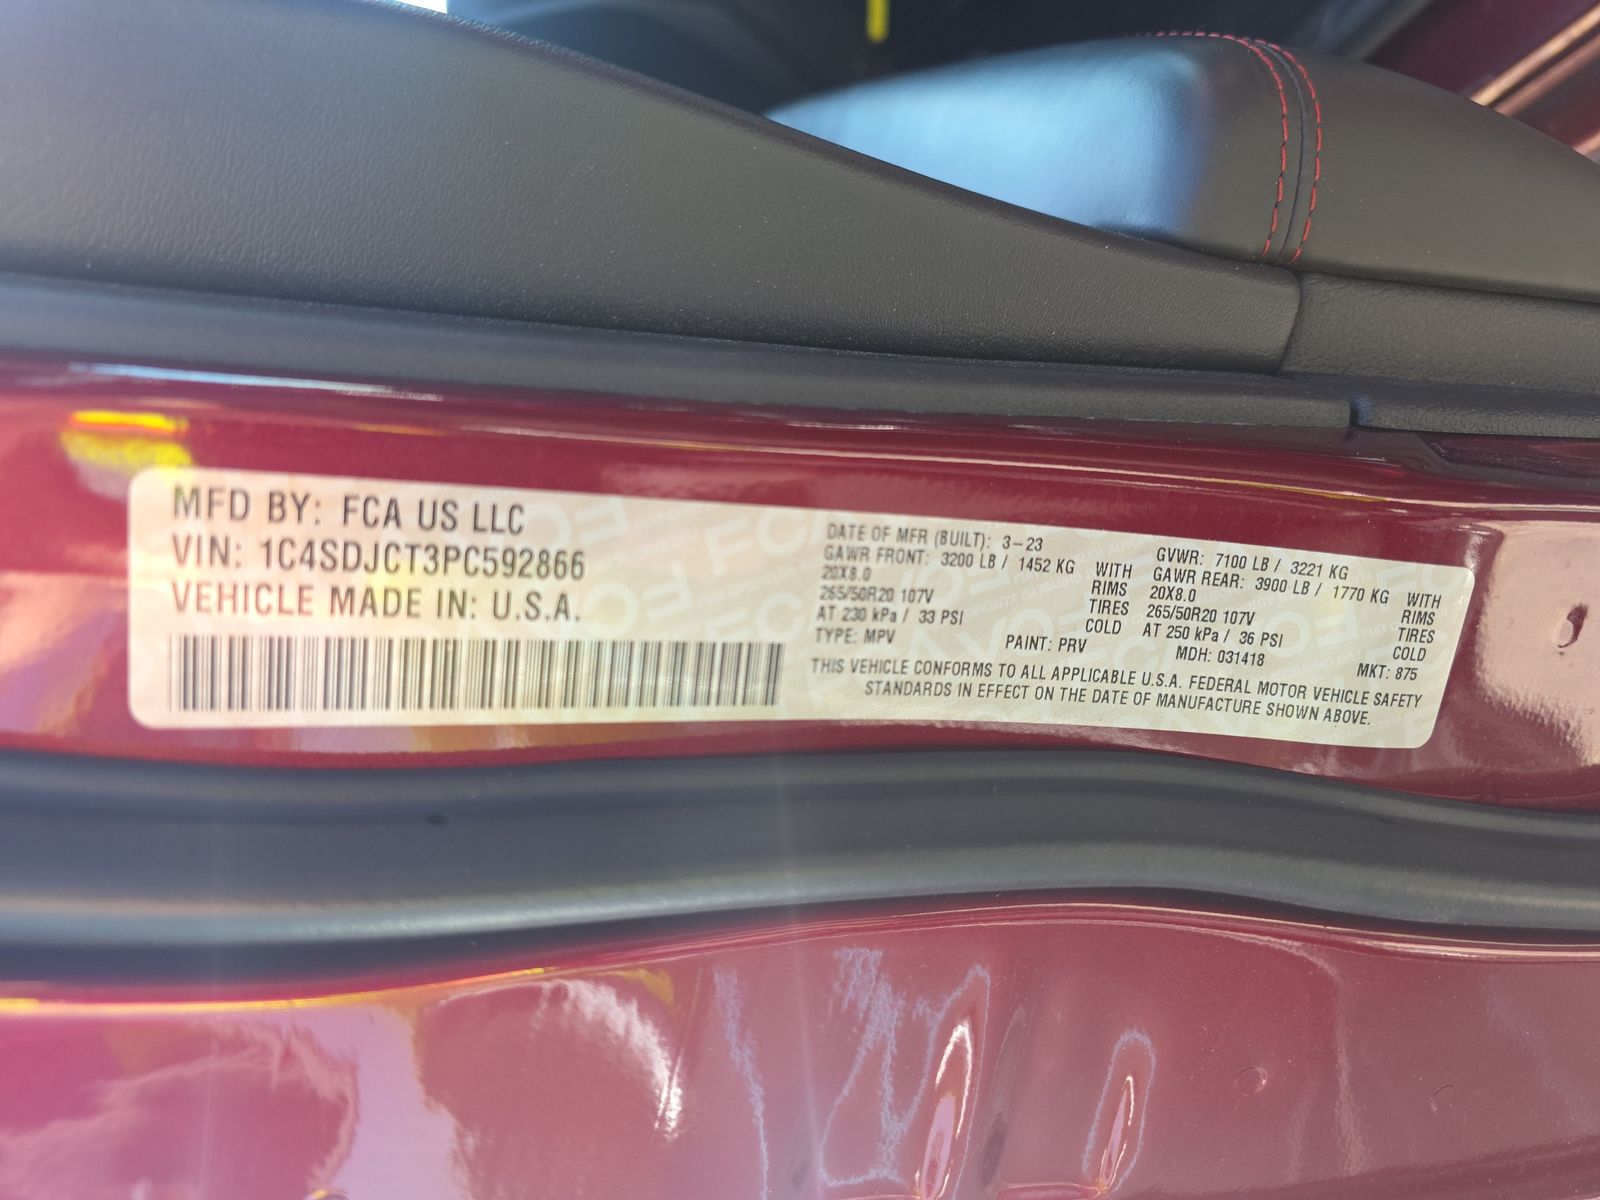 MFD BY: FCA US LLC
VIN: 1C4SDJCT3PC592866
VEHICLE MADE IN: U.S.A.
DATE OF MFR (BUILT): 3-23
GAWR FRONT: 3200 LB / 1452 KG WITH
20X8.0 RIMS
265/50R20 107V TIRES
AT 230 kPa / 33 PSI COLD
GVWR: 7100 LB / 3221 KG
GAWR REAR: 3900 LB / 1770 KG WITH
20X8.0 RIMS
265/50R20 107V TIRES
AT 250 kPa / 36 PSI COLD
TYPE: MPV PAINT: PRV MDH: 031418 MKT: 875
THIS VEHICLE CONFORMS TO ALL APPLICABLE U.S.A. FEDERAL MOTOR VEHICLE SAFETY
STANDARDS IN EFFECT ON THE DATE OF MANUFACTURE SHOWN ABOVE.